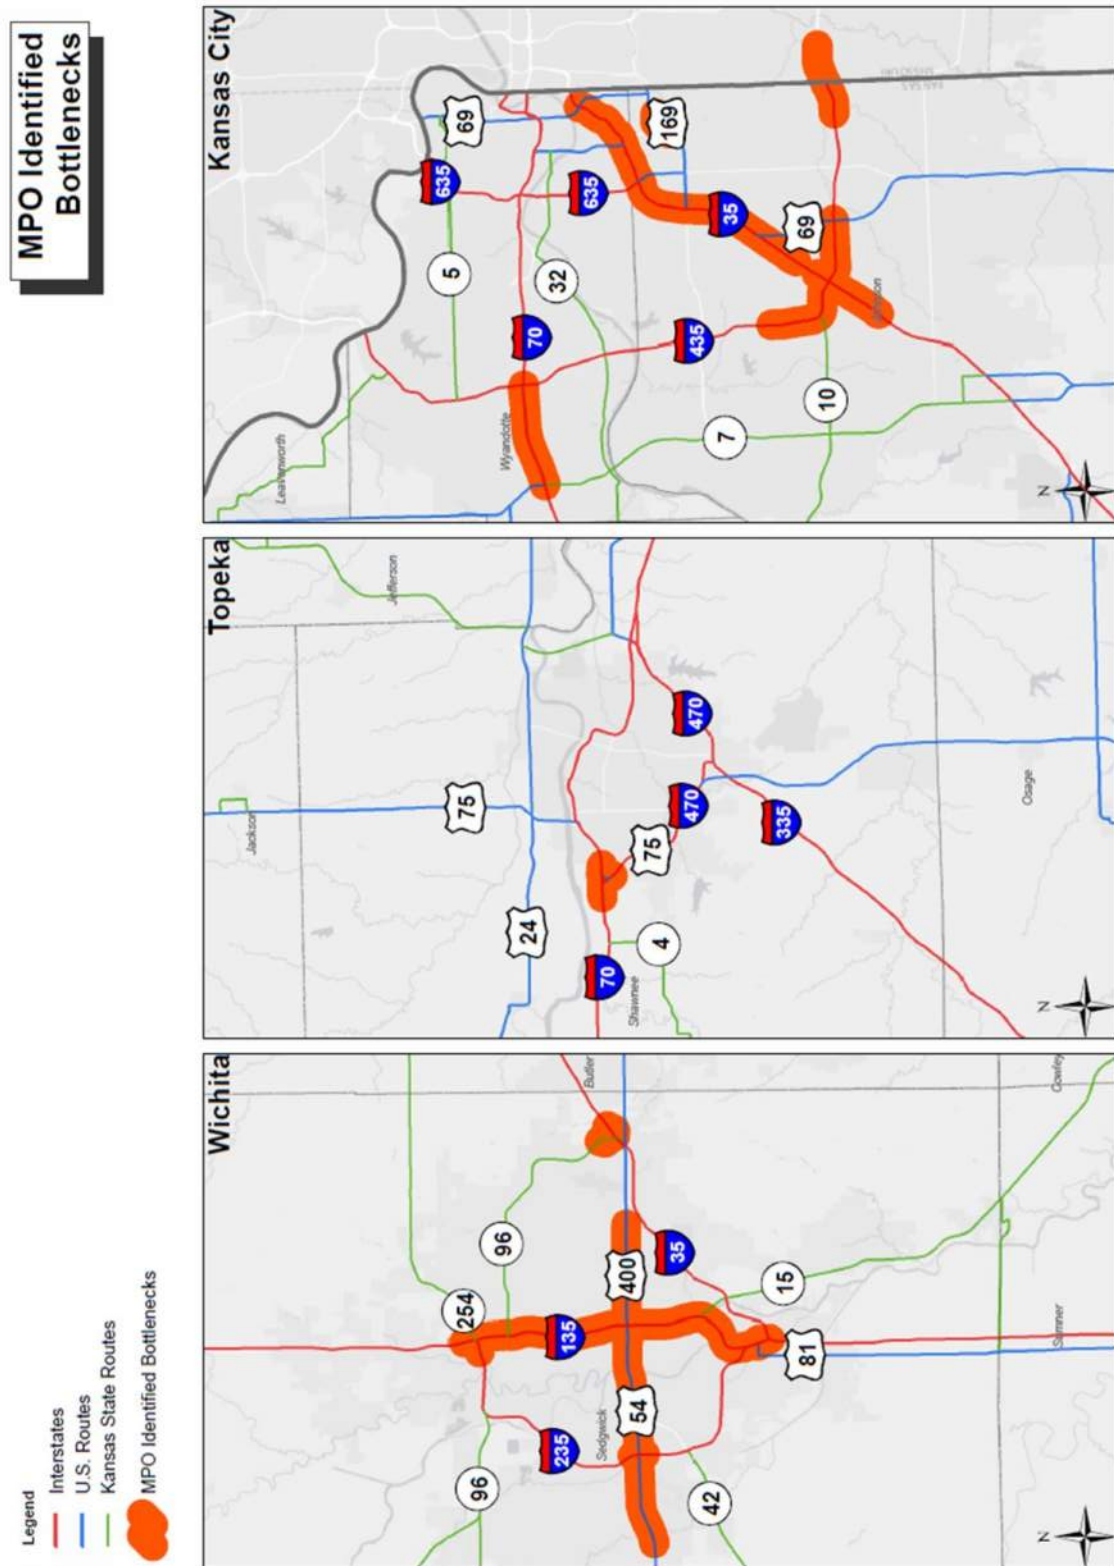 MPO Identified
Bottlenecks
Legend
Interstates
U.S. Routes
Kansas State Routes
MPO Identified Bottlenecks
Wichita
254
96
96
135
235
400
54
35
42
15
81
Sedgwick
Butler
Sumner
Cowley
N
Topeka
Jackson
Jefferson
75
24
70
4
75
470
470
335
Shawnee
Osage
N
Kansas City
Leavenworth
Wyandotte
Johnson
MISSOURI
KANSAS
69
635
5
635
32
70
169
35
435
69
7
10
N